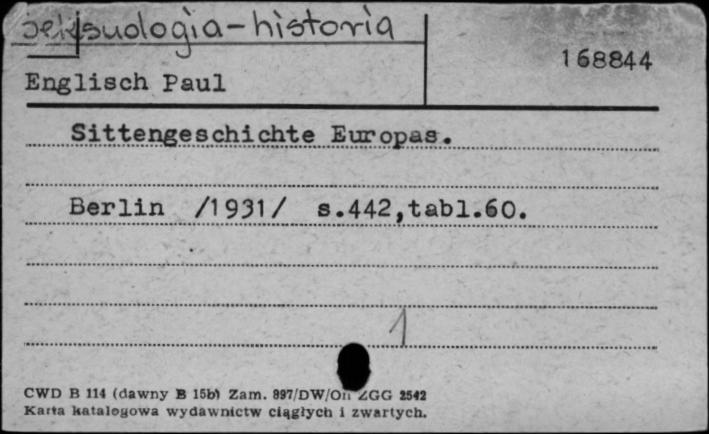 seksuologia-historia
168844
Englisch Paul
Sittengeschichte Europas.
Berlin /1931/ s.442,tabl.60.
1
CWD B 114 (dawny B 15b) Zam. 897/DW/On ZGG 2542
Karta katalogowa wydawnictw ciągłych i zwartych.